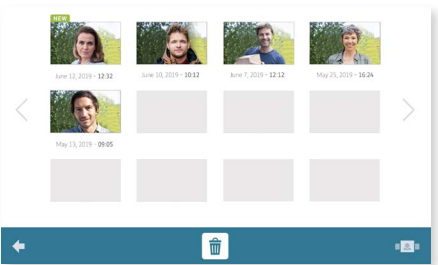 NEW
June 12, 2019 - 12:32
June 10, 2019 - 10:12
June 7, 2019 - 12:12
May 25, 2019 - 16:24
May 13, 2019 - 09:05